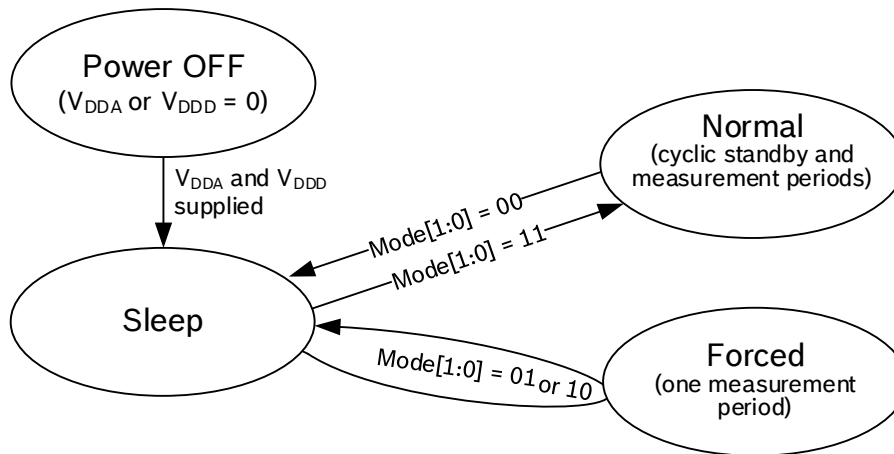 Power OFF
(VDDA or VDDD = 0)
VDDA and VDDD
supplied
Normal
(cyclic standby and
measurement periods)
Mode[1:0] = 00
Mode[1:0] = 11
Sleep
Mode[1:0] = 01 or 10
Forced
(one measurement
period)